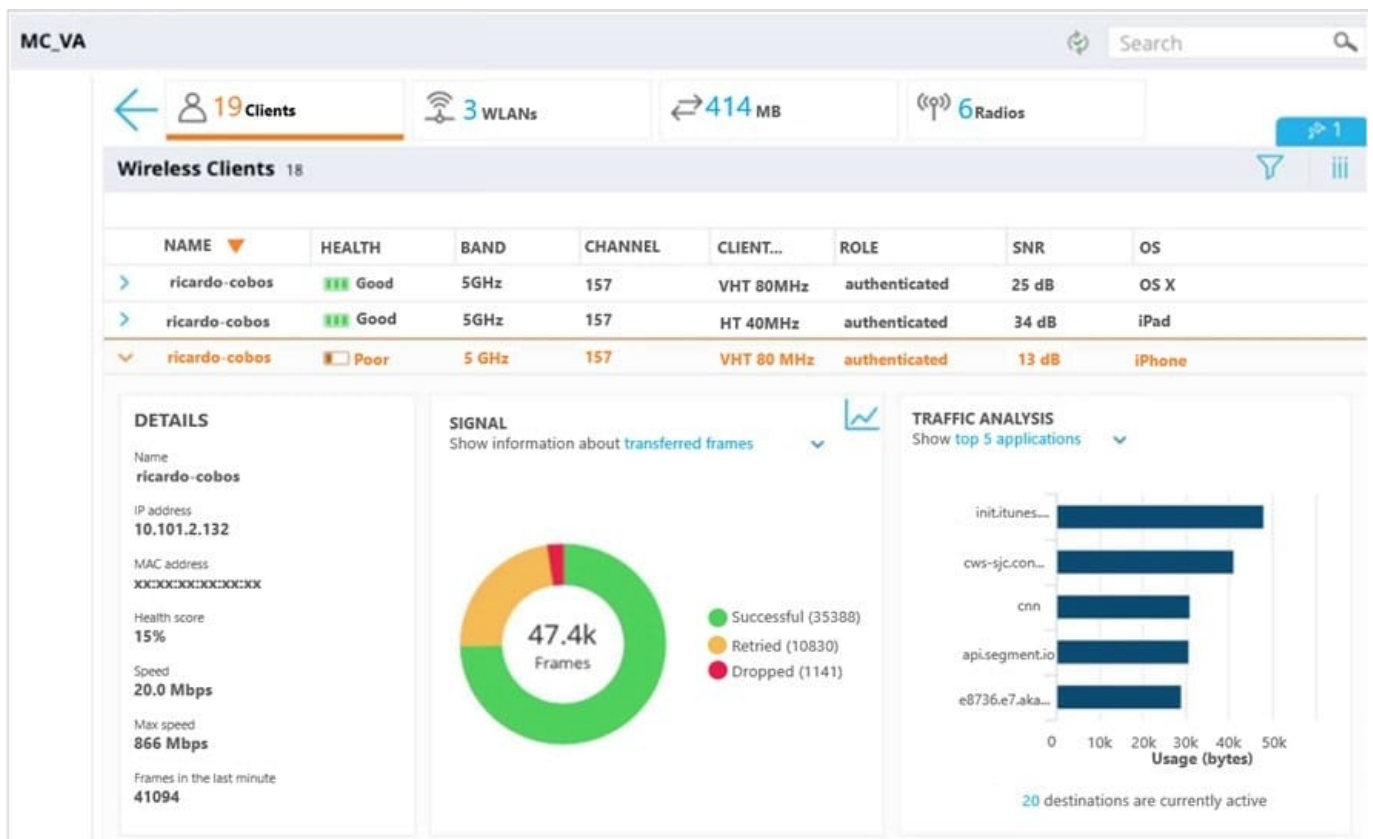 MC_VA
Search
19 Clients
3 WLANs
414 MB
6 Radios
1
Wireless Clients 18
NAME HEALTH BAND CHANNEL CLIENT... ROLE SNR OS
ricardo-cobos Good 5GHz 157 VHT 80MHz authenticated 25 dB OS X
ricardo-cobos Good 5GHz 157 HT 40MHz authenticated 34 dB iPad
ricardo-cobos Poor 5 GHz 157 VHT 80 MHz authenticated 13 dB iPhone
DETAILS
Name
ricardo-cobos
IP address
10.101.2.132
MAC address
xx:xx:xx:xx:xx:xx
Health score
15%
Speed
20.0 Mbps
Max speed
866 Mbps
Frames in the last minute
41094
SIGNAL
Show information about transferred frames
47.4k
Frames
Successful (35388)
Retried (10830)
Dropped (1141)
TRAFFIC ANALYSIS
Show top 5 applications
init.itunes....
cws-sjc.con...
cnn
api.segment.io
e8736.e7.aka...
0 10k 20k 30k 40k 50k
Usage (bytes)
20 destinations are currently active